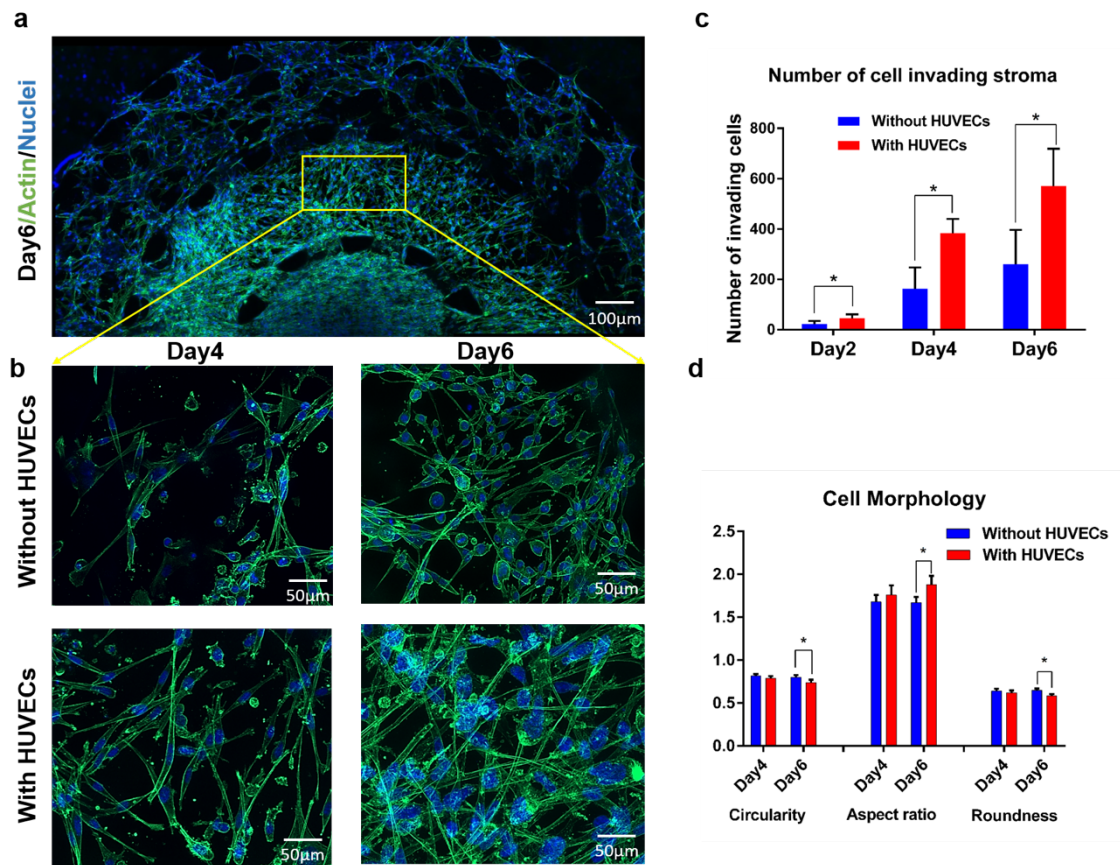 a
Day6/Actin/Nuclei
100µm
b
Day4
Day6
Without HUVECs
50µm
50µm
With HUVECs
50µm
50µm
c
Number of cell invading stroma
Without HUVECs
With HUVECs
Number of invading cells
800
600
400
200
0
*
*
*
Day2
Day4
Day6
d
Cell Morphology
Without HUVECs
With HUVECs
2.5
2.0
1.5
1.0
0.5
0.0
*
*
*
Day4
Day6
Day4
Day6
Day4
Day6
Circularity
Aspect ratio
Roundness